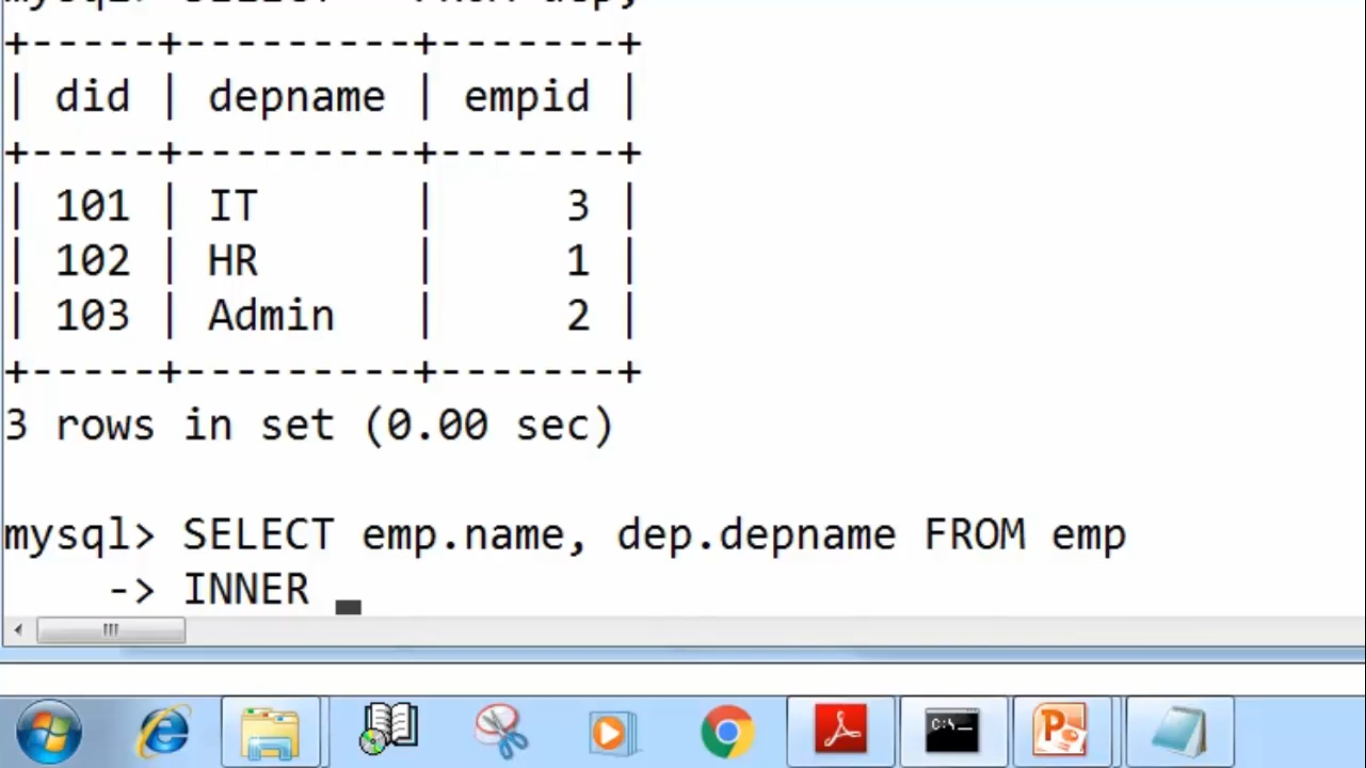 +-----+---------+-------+
| did | depname | empid |
+-----+---------+-------+
| 101 | IT      |     3 |
| 102 | HR      |     1 |
| 103 | Admin   |     2 |
+-----+---------+-------+
3 rows in set (0.00 sec)
mysql> SELECT emp.name, dep.depname FROM emp
    -> INNER _
C:\_